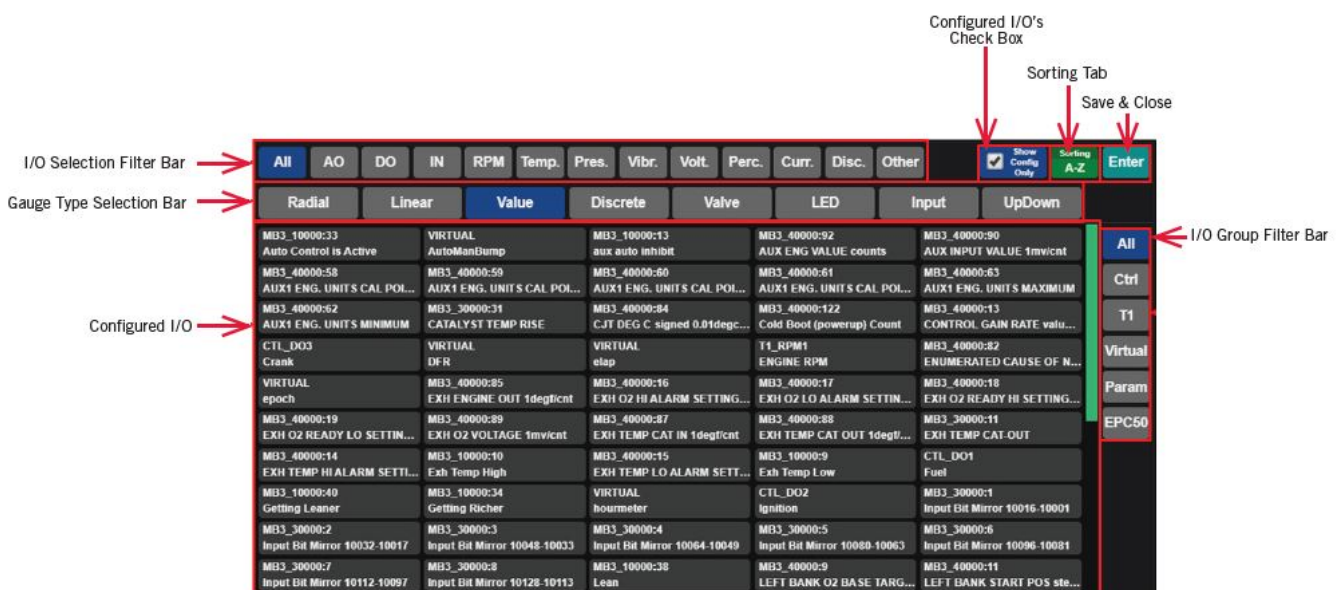 Configured I/O's
Check Box
Sorting Tab
Save & Close
I/O Selection Filter Bar
All AO DO IN RPM Temp. Pres. Vibr. Volt. Perc. Curr. Disc. Other
Show
Config
Only
Sorting
A-Z
Enter
Gauge Type Selection Bar
Radial Linear Value Discrete Valve LED Input UpDown
I/O Group Filter Bar
All
Ctrl
T1
Virtual
Param
EPC50
Configured I/O
MB3_10000:33 VIRTUAL MB3_10000:13 MB3_40000:92 MB3_40000:90
Auto Control is Active AutoManBump aux auto inhibit AUX ENG VALUE counts AUX INPUT VALUE 1mv/cnt
MB3_40000:58 MB3_40000:59 MB3_40000:60 MB3_40000:61 MB3_40000:63
AUX1 ENG. UNITS CAL POI... AUX1 ENG. UNITS CAL POI... AUX1 ENG. UNITS CAL POI... AUX1 ENG. UNITS CAL POI... AUX1 ENG. UNITS MAXIMUM
MB3_40000:62 MB3_30000:31 MB3_40000:84 MB3_40000:122 MB3_40000:13
AUX1 ENG. UNITS MINIMUM CATALYST TEMP RISE CJT DEG C signed 0.01degc... Cold Boot (powerup) Count CONTROL GAIN RATE valu...
CTL_DO3 VIRTUAL VIRTUAL T1_RPM1 MB3_40000:82
Crank DFR elap ENGINE RPM ENUMERATED CAUSE OF N...
VIRTUAL MB3_40000:85 MB3_40000:16 MB3_40000:17 MB3_40000:18
epoch EXH ENGINE OUT 1degf/cnt EXH O2 HI ALARM SETTING... EXH O2 LO ALARM SETTIN... EXH O2 READY HI SETTING...
MB3_40000:19 MB3_40000:89 MB3_40000:87 MB3_40000:88 MB3_30000:11
EXH O2 READY LO SETTIN... EXH O2 VOLTAGE 1mv/cnt EXH TEMP CAT IN 1degf/cnt EXH TEMP CAT OUT 1degf/... EXH TEMP CAT-OUT
MB3_40000:14 MB3_10000:10 MB3_40000:15 MB3_10000:9 CTL_DO1
EXH TEMP HI ALARM SETTI... Exh Temp High EXH TEMP LO ALARM SETT... Exh Temp Low Fuel
MB3_10000:40 MB3_10000:34 VIRTUAL CTL_DO2 MB3_30000:1
Getting Leaner Getting Richer hourmeter Ignition Input Bit Mirror 10016-10001
MB3_30000:2 MB3_30000:3 MB3_30000:4 MB3_30000:5 MB3_30000:6
Input Bit Mirror 10032-10017 Input Bit Mirror 10048-10033 Input Bit Mirror 10064-10049 Input Bit Mirror 10080-10063 Input Bit Mirror 10096-10081
MB3_30000:7 MB3_30000:8 MB3_10000:38 MB3_40000:9 MB3_40000:11
Input Bit Mirror 10112-10097 Input Bit Mirror 10128-10113 Lean LEFT BANK O2 BASE TARG... LEFT BANK START POS ste...